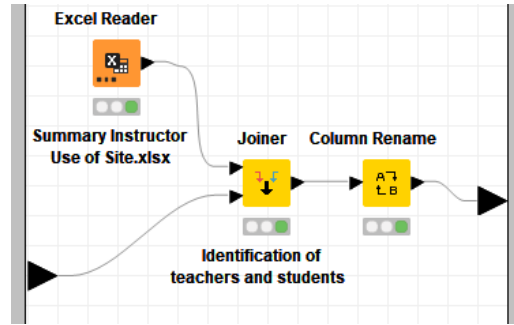 Excel Reader
X
Summary Instructor
Use of Site.xlsx
Joiner
Column Rename
A
B
Identification of
teachers and students